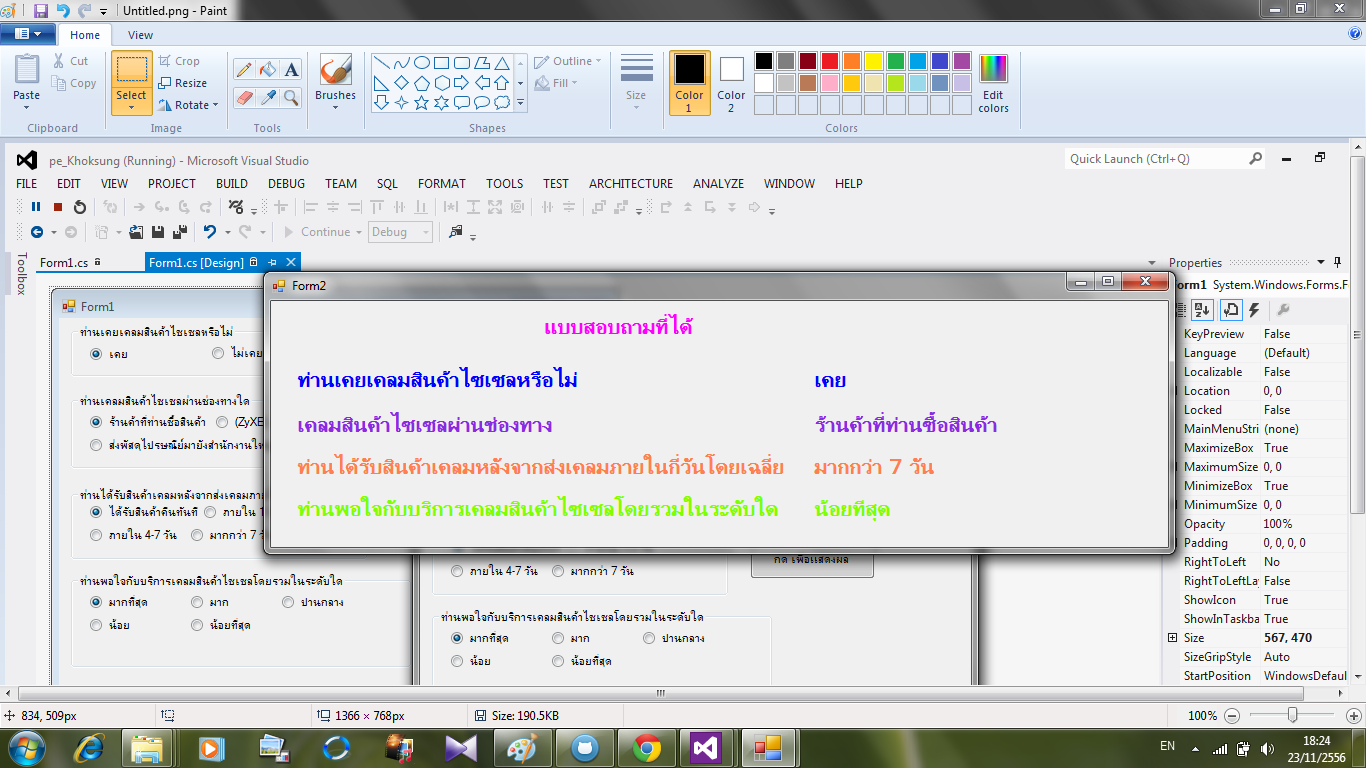 Untitled.png - Paint
Home View
Paste
Cut
Copy
Clipboard
Select
Crop
Resize
Rotate
Image
A
Tools
Brushes
Outline
Fill
Shapes
Size
Color 1
Color 2
Edit colors
Colors
pe_Khoksung (Running) - Microsoft Visual Studio
Quick Launch (Ctrl+Q)
FILE EDIT VIEW PROJECT BUILD DEBUG TEAM SQL FORMAT TOOLS TEST ARCHITECTURE ANALYZE WINDOW HELP
Continue Debug
Toolbox
Form1.cs Form1.cs [Design]
Form1
ท่านเคยเคลมสินค้าไซเซลหรือไม่
เคย ไม่เคย
ท่านเคลมสินค้าไซเซลผ่านช่องทางใด
ร้านค้าที่ท่านซื้อสินค้า (ZyXE
ส่งพัสดุไปรษณีย์มายังสำนักงานให
ท่านได้รับสินค้าเคลมหลังจากส่งเคลมภาย
ได้รับสินค้าคืนทันที ภายใน 1
ภายใน 4-7 วัน มากกว่า 7 ว
ท่านพอใจกับบริการเคลมสินค้าไซเซลโดยรวมในระดับใด
มากที่สุด มาก ปานกลาง
น้อย น้อยที่สุด
Form2
แบบสอบถามที่ได้
ท่านเคยเคลมสินค้าไซเซลหรือไม่ เคย
เคลมสินค้าไซเซลผ่านช่องทาง ร้านค้าที่ท่านซื้อสินค้า
ท่านได้รับสินค้าเคลมหลังจากส่งเคลมภายในกี่วันโดยเฉลี่ย มากกว่า 7 วัน
ท่านพอใจกับบริการเคลมสินค้าไซเซลโดยรวมในระดับใด น้อยทีสุด
กด เพื่อแสดงผล
ภายใน 4-7 วัน มากกว่า 7 วัน
ท่านพอใจกับบริการเคลมสินค้าไซเซลโดยรวมในระดับใด
มากที่สุด มาก ปานกลาง
น้อย น้อยที่สุด
Properties
Form1 System.Windows.Forms.F
KeyPreview False
Language (Default)
Localizable False
Location 0, 0
Locked False
MainMenuStri (none)
MaximizeBox True
MaximumSize 0, 0
MinimizeBox True
MinimumSize 0, 0
Opacity 100%
Padding 0, 0, 0, 0
RightToLeft No
RightToLeftLa False
ShowIcon True
ShowInTaskba True
Size 567, 470
SizeGripStyle Auto
StartPosition WindowsDefaul
834, 509px 1366 × 768px Size: 190.5KB 100%
EN 18:24
23/11/2556